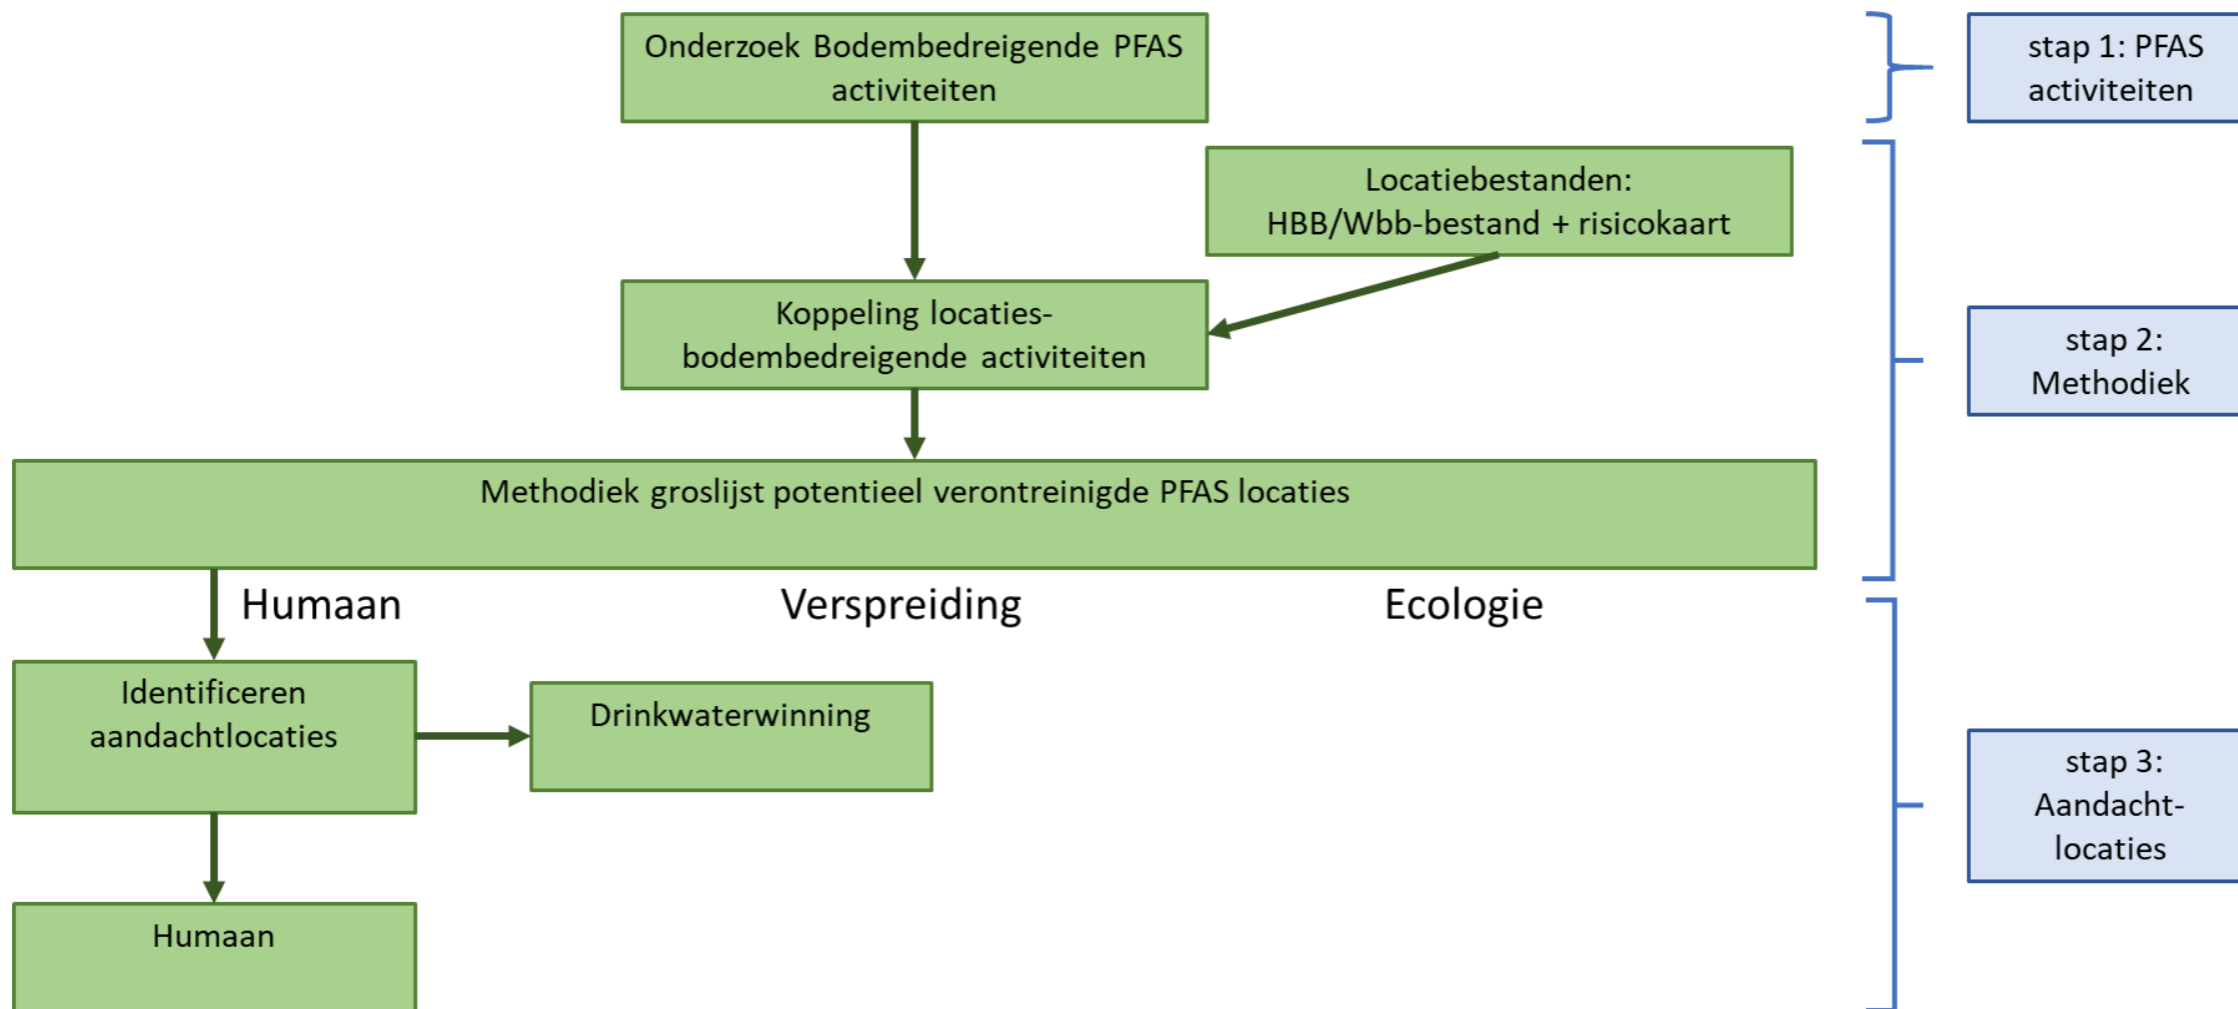 Onderzoek Bodembedreigende PFAS
activiteiten
stap 1: PFAS
activiteiten
Locatiebestanden:
HBB/Wbb-bestand + risicokaart
Koppeling locaties-
bodembedreigende activiteiten
stap 2:
Methodiek
Methodiek groslijst potentieel verontreinigde PFAS locaties
Humaan
Verspreiding
Ecologie
Identificeren
aandachtlocaties
Drinkwaterwinning
stap 3:
Aandacht-
locaties
Humaan